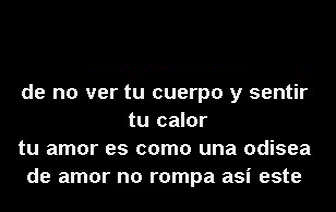 de no ver tu cuerpo y sentir
tu calor
tu amor es como una odisea
de amor no rompa así este